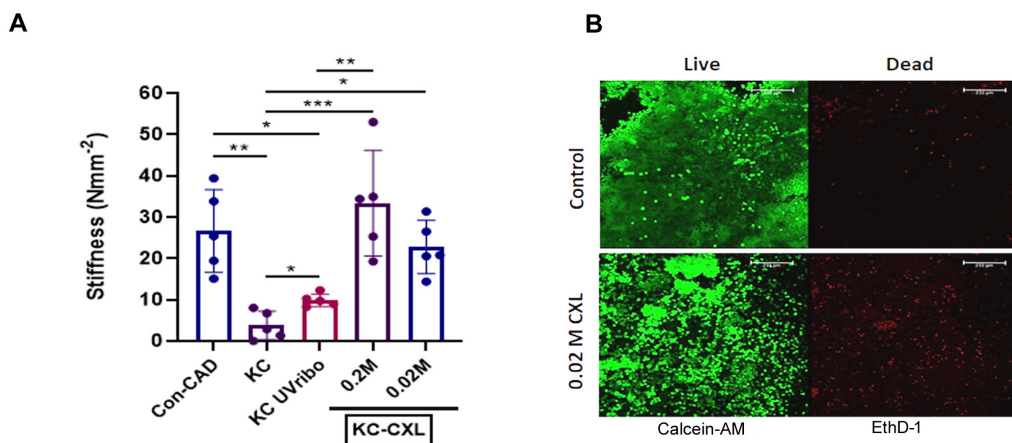 A
B
Live
Dead
**
*
***
*
**
*
60
50
40
30
20
10
0
Stiffness (Nmm-2)
Con-CAD
KC
KC UVribo
0.2M
0.02M
KC-CXL
Control
0.02 M CXL
Calcein-AM
EthD-1